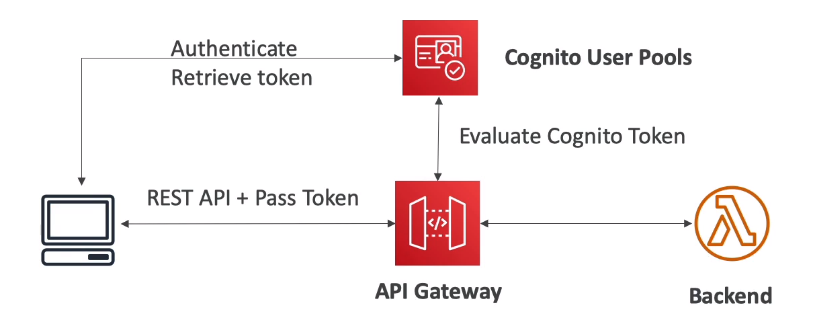 Authenticate
Retrieve token
Cognito User Pools
Evaluate Cognito Token
REST API + Pass Token
</>
API Gateway
Backend